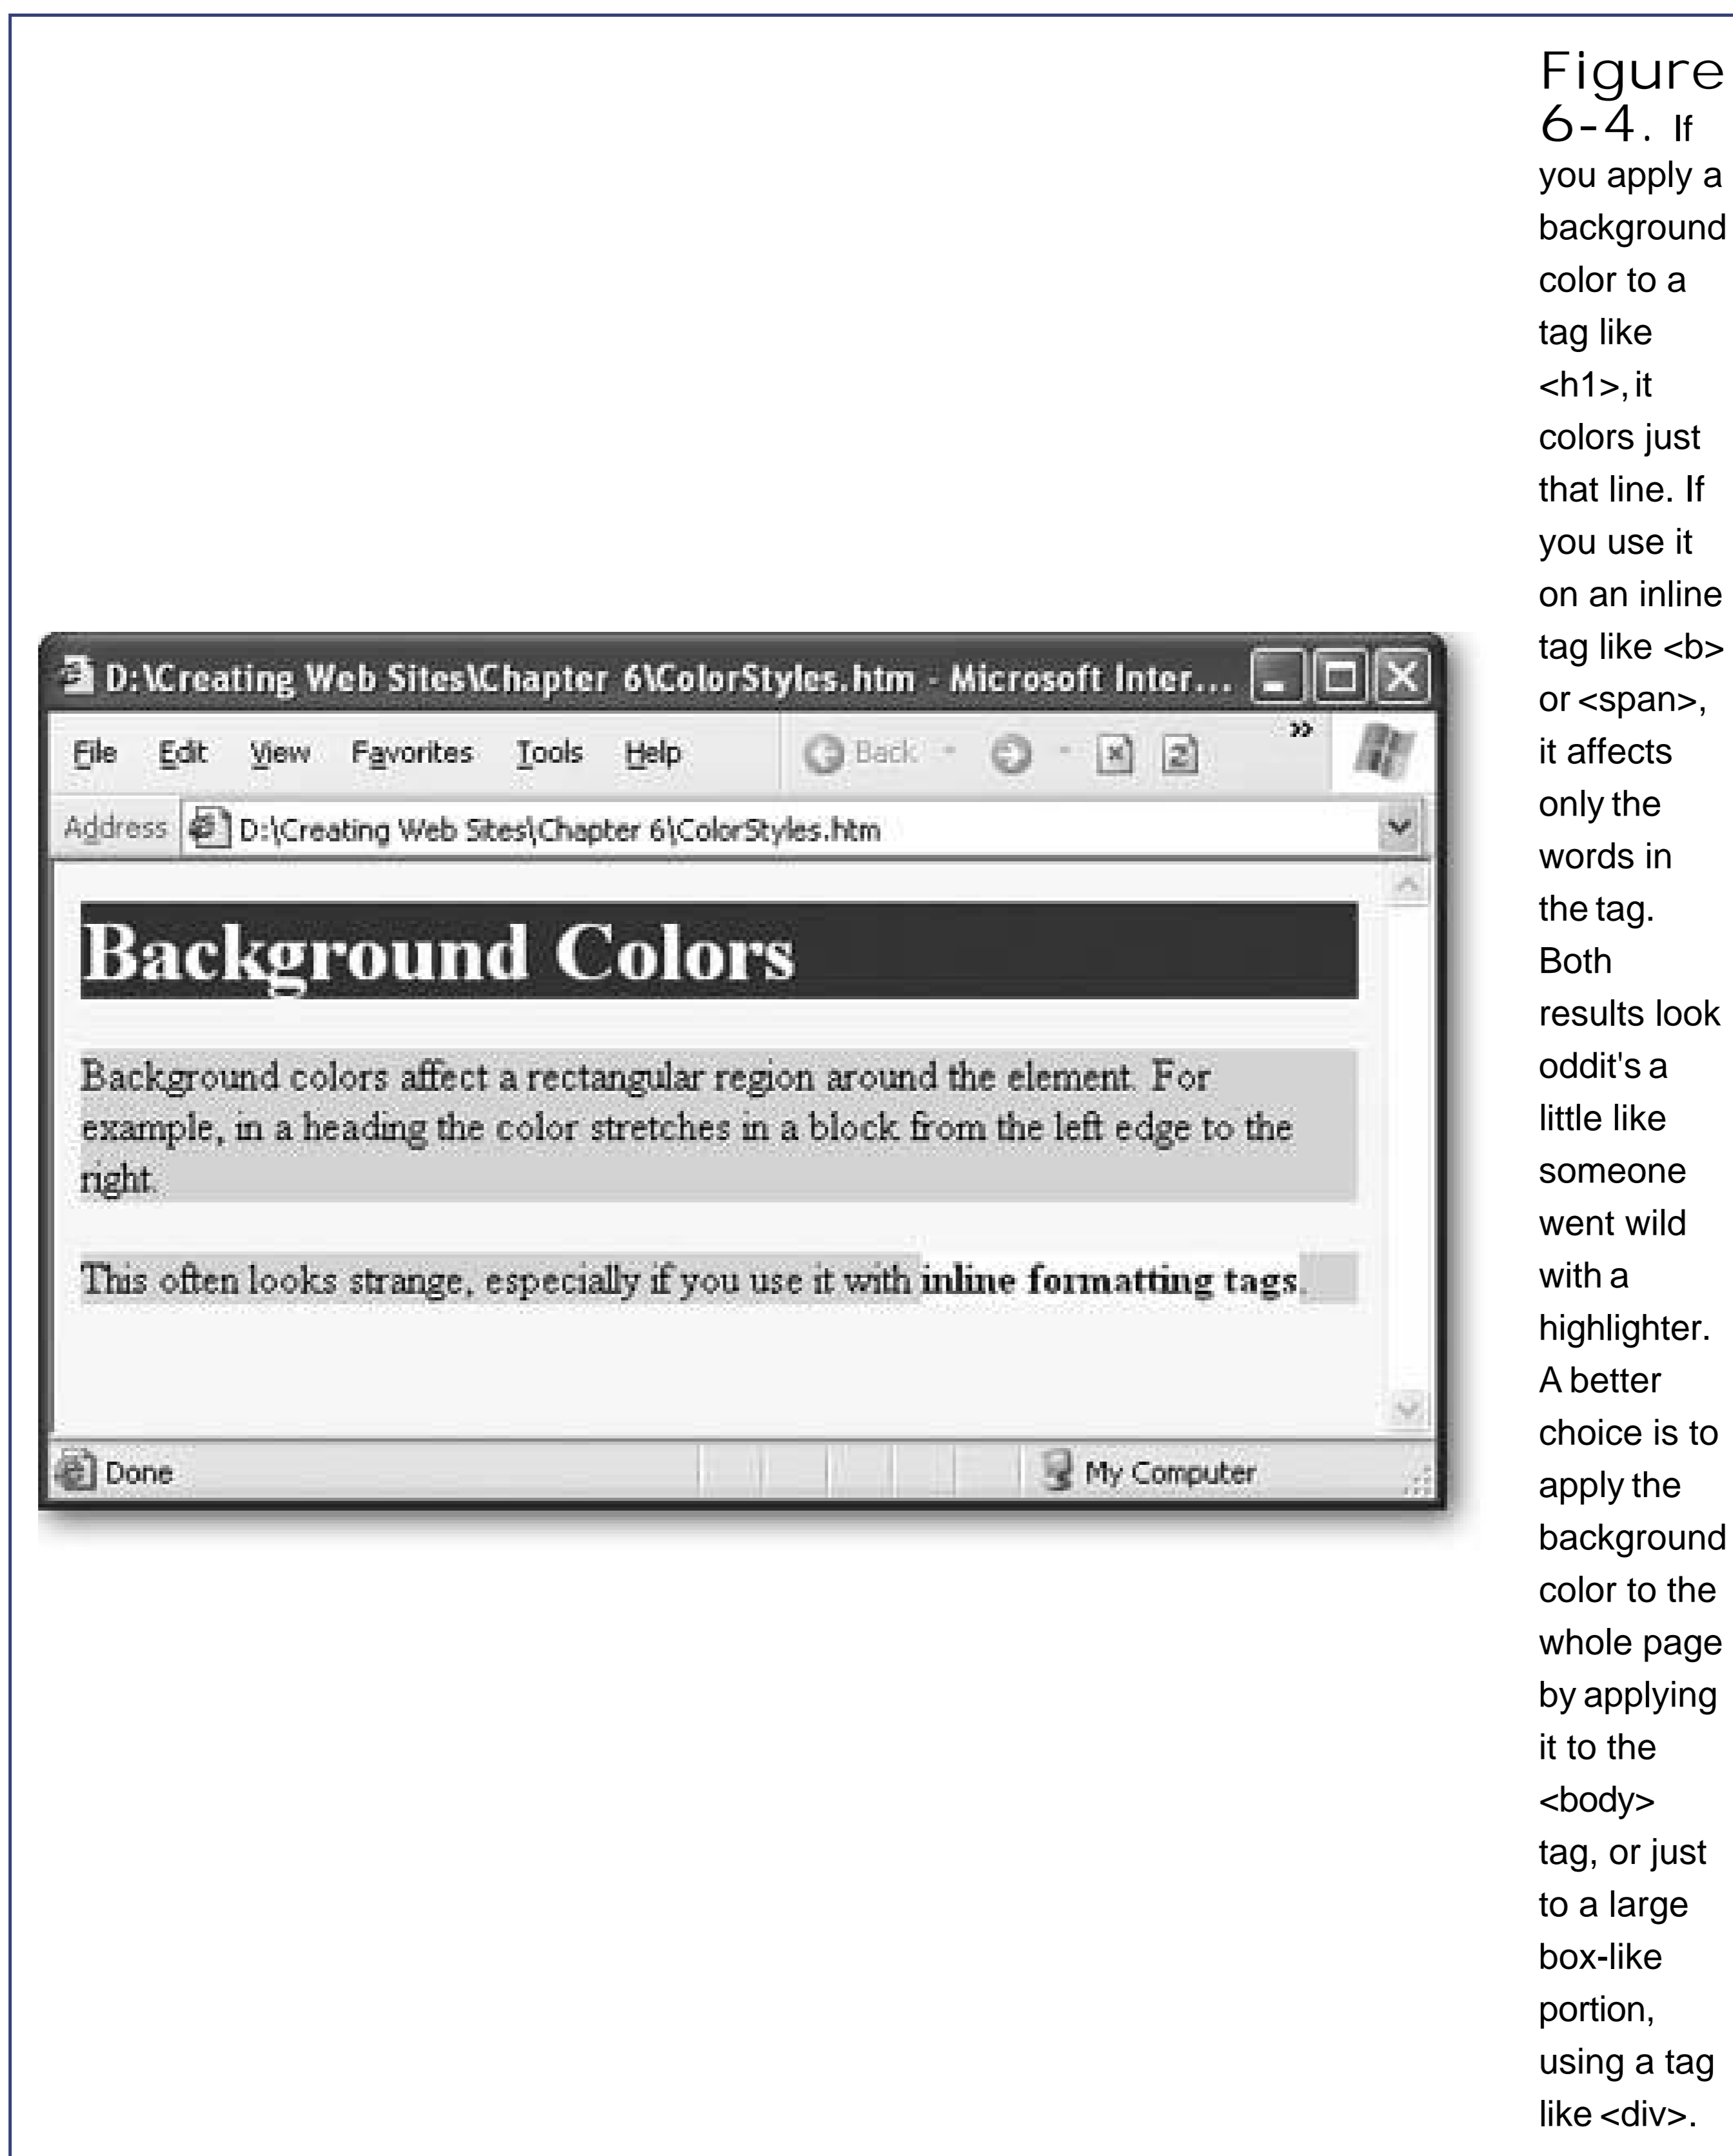 D:\Creating Web Sites\Chapter 6\ColorStyles.htm - Microsoft Inter...
File Edit View Favorites Tools Help Back
Address D:\Creating Web Sites\Chapter 6\ColorStyles.htm
Background Colors
Background colors affect a rectangular region around the element. For
example, in a heading the color stretches in a block from the left edge to the
right.
This often looks strange, especially if you use it with inline formatting tags.
Done My Computer
Figure
6-4. If
you apply a
background
color to a
tag like
<h1>, it
colors just
that line. If
you use it
on an inline
tag like <b>
or <span>,
it affects
only the
words in
the tag.
Both
results look
oddit's a
little like
someone
went wild
with a
highlighter.
A better
choice is to
apply the
background
color to the
whole page
by applying
it to the
<body>
tag, or just
to a large
box-like
portion,
using a tag
like <div>.